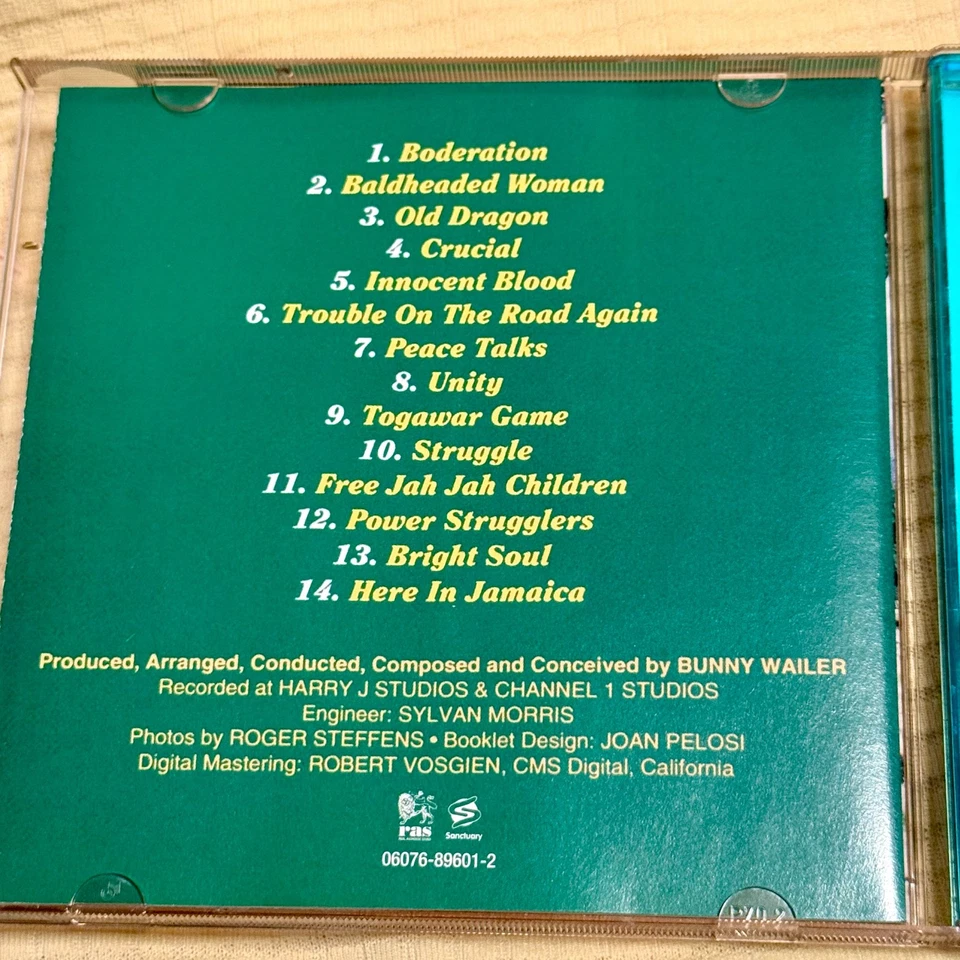 1. Boderation
2. Baldheaded Woman
3. Old Dragon
4. Crucial
5. Innocent Blood
6. Trouble On The Road Again
7. Peace Talks
8. Unity
9. Togawar Game
10. Struggle
11. Free Jah Jah Children
12. Power Strugglers
13. Bright Soul
14. Here In Jamaica
Produced, Arranged, Conducted, Composed and Conceived by BUNNY WAILER
Recorded at HARRY J STUDIOS & CHANNEL 1 STUDIOS
Engineer: SYLVAN MORRIS
Photos by ROGER STEFFENS • Booklet Design: JOAN PELOSI
Digital Mastering: ROBERT VOSGIEN, CMS Digital, California
ras
Sanctuary
06076-89601-2